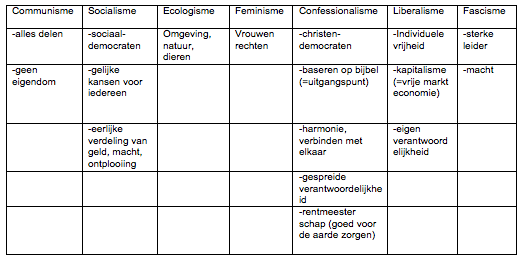 Communisme Socialisme Ecologisme Feminisme Confessionalisme Liberalisme Fascisme
-alles delen -sociaal- Omgeving, Vrouwen -christen- -Individuele -sterke
democraten natuur, rechten democraten vrijheid leider
dieren
-geen -gelijke -baseren op bijbel -kapitalisme -macht
eigendom kansen voor (=uitgangspunt) (=vrije markt
iedereen economie)
-eerlijke -harmonie, -eigen
verdeling van verbinden met verantwoord
geld, macht, elkaar elijkheid
ontplooiing
-gespreide
verantwoordelijkhe
id
-rentmeester
schap (goed voor
de aarde zorgen)